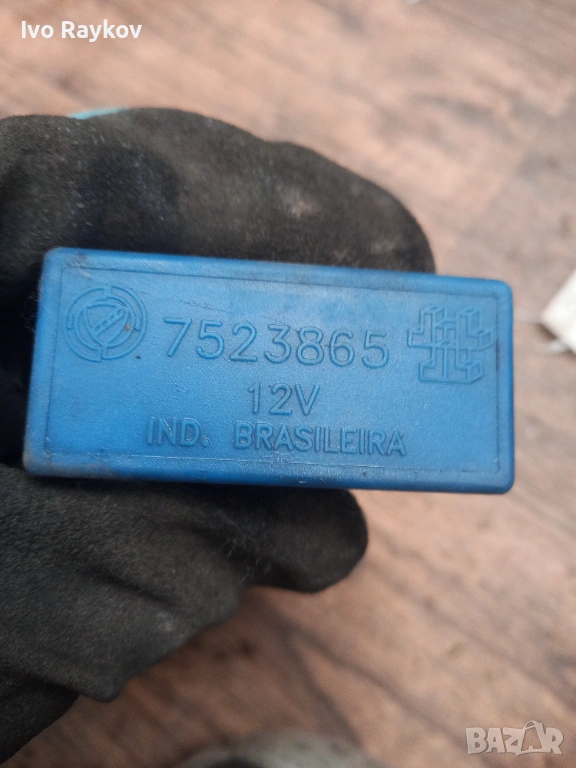 Ivo Raykov
7523865
12V
IND. BRASILEIRA
BAZAR